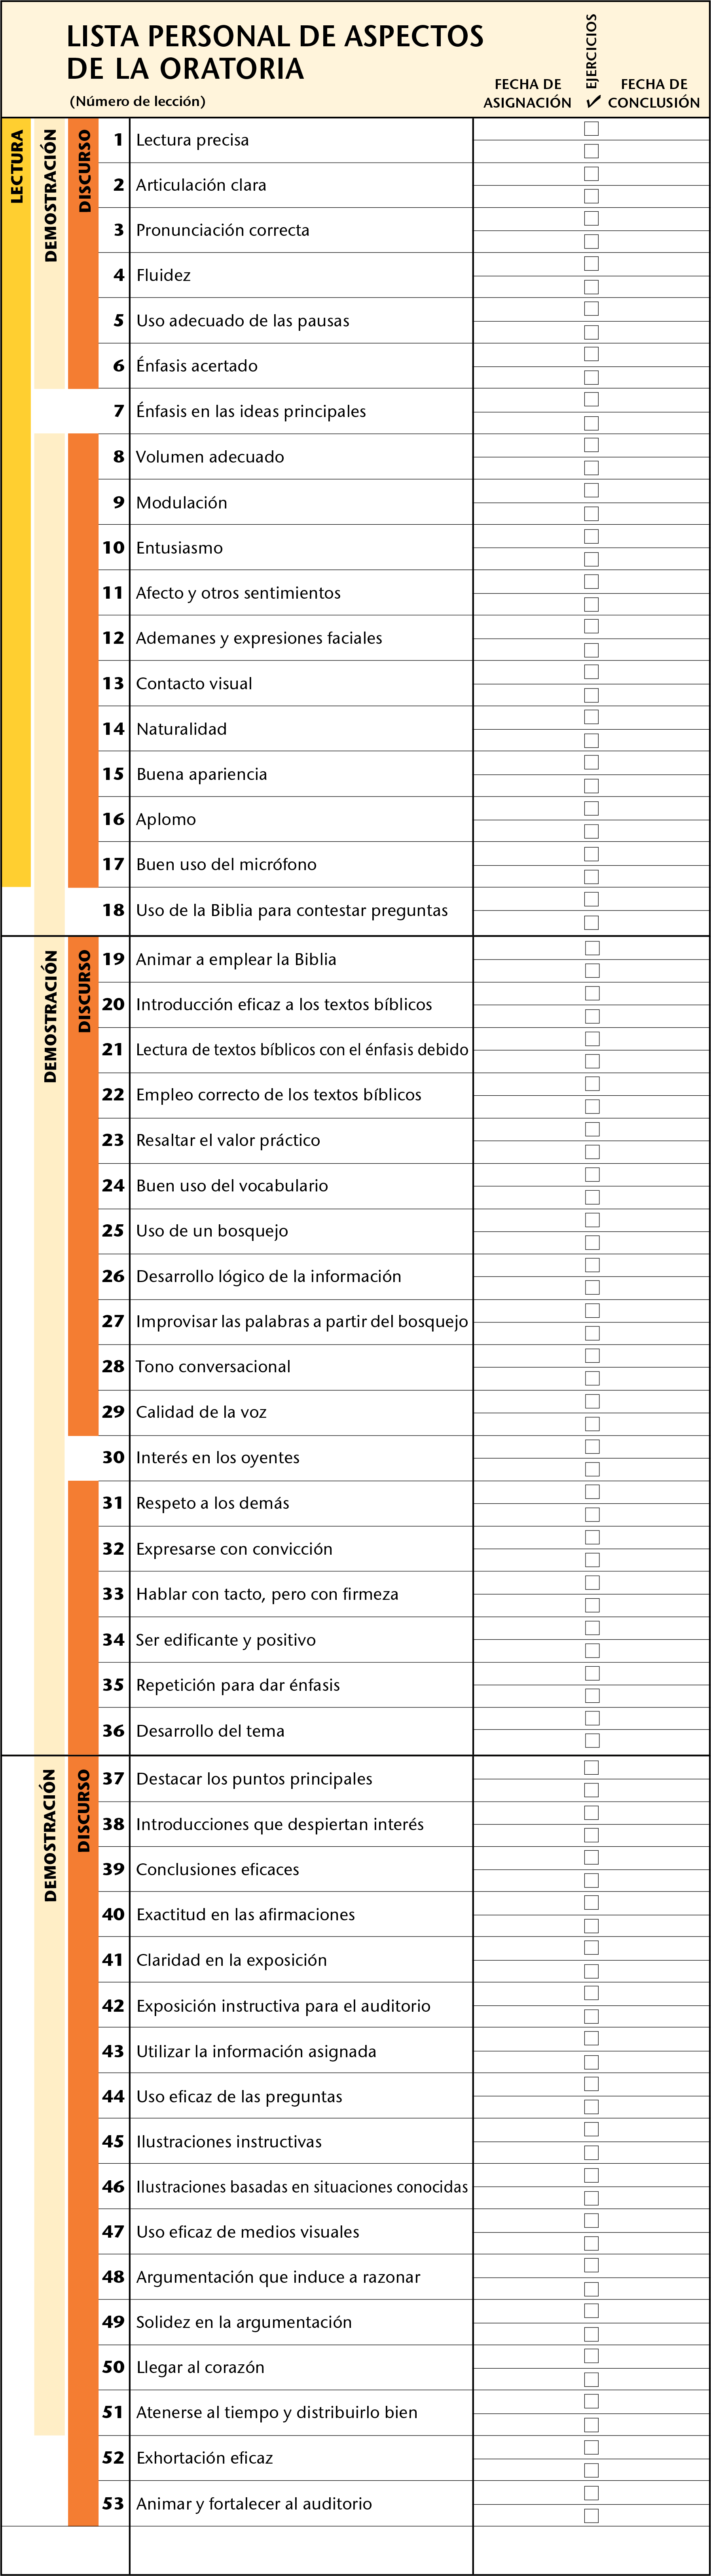 LISTA PERSONAL DE ASPECTOS
DE LA ORATORIA
(Número de lección)
FECHA DE
ASIGNACIÓN
✓ EJERCICIOS
FECHA DE
CONCLUSIÓN
LECTURA
DEMOSTRACIÓN
DISCURSO
1 Lectura precisa
2 Articulación clara
3 Pronunciación correcta
4 Fluidez
5 Uso adecuado de las pausas
6 Énfasis acertado
7 Énfasis en las ideas principales
8 Volumen adecuado
9 Modulación
10 Entusiasmo
11 Afecto y otros sentimientos
12 Ademanes y expresiones faciales
13 Contacto visual
14 Naturalidad
15 Buena apariencia
16 Aplomo
17 Buen uso del micrófono
18 Uso de la Biblia para contestar preguntas
DEMOSTRACIÓN
DISCURSO
19 Animar a emplear la Biblia
20 Introducción eficaz a los textos bíblicos
21 Lectura de textos bíblicos con el énfasis debido
22 Empleo correcto de los textos bíblicos
23 Resaltar el valor práctico
24 Buen uso del vocabulario
25 Uso de un bosquejo
26 Desarrollo lógico de la información
27 Improvisar las palabras a partir del bosquejo
28 Tono conversacional
29 Calidad de la voz
30 Interés en los oyentes
31 Respeto a los demás
32 Expresarse con convicción
33 Hablar con tacto, pero con firmeza
34 Ser edificante y positivo
35 Repetición para dar énfasis
36 Desarrollo del tema
DEMOSTRACIÓN
DISCURSO
37 Destacar los puntos principales
38 Introducciones que despiertan interés
39 Conclusiones eficaces
40 Exactitud en las afirmaciones
41 Claridad en la exposición
42 Exposición instructiva para el auditorio
43 Utilizar la información asignada
44 Uso eficaz de las preguntas
45 Ilustraciones instructivas
46 Ilustraciones basadas en situaciones conocidas
47 Uso eficaz de medios visuales
48 Argumentación que induce a razonar
49 Solidez en la argumentación
50 Llegar al corazón
51 Atenerse al tiempo y distribuirlo bien
52 Exhortación eficaz
53 Animar y fortalecer al auditorio